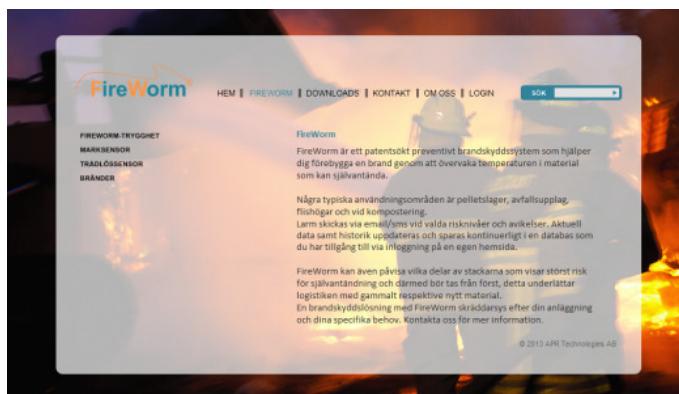 FireWorm®
HEM | FIREWORM | DOWNLOADS | KONTAKT | OM OSS | LOGIN
SÖK
FIREWORM-TRYGGHET
MARKSENSOR
TRÅDLÖSSENSOR
BRÄNDER
FireWorm
FireWorm är ett patentsökt preventivt brandskyddssystem som hjälper
dig förebygga en brand genom att övervaka temperaturen i material
som kan självantända.
Några typiska användningsområden är pelletslager, avfallsupplag,
flishögar och vid kompostering.
Larm skickas via email/sms vid valda risknivåer och avikelser. Aktuell
data samt historik uppdateras och sparas kontinuerligt i en databas som
du har tillgång till via inloggning på en egen hemsida.
FireWorm kan även påvisa vilka delar av stackarna som visar störst risk
för självantändning och därmed bör tas från först, detta underlättar
logistiken med gammalt respektive nytt material.
En brandskyddslösning med FireWorm skräddarsys efter din anläggning
och dina specifika behov. Kontakta oss för mer information.
© 2013 APR Technologies AB